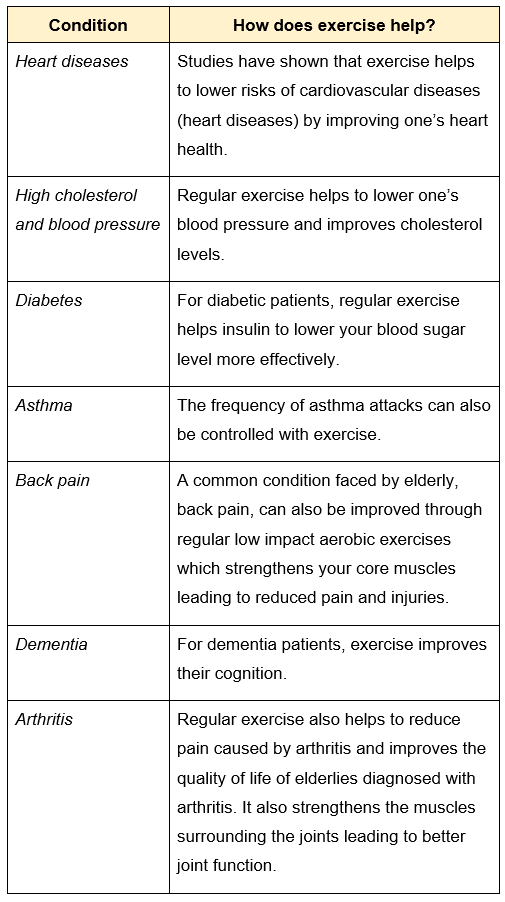 Condition
How does exercise help?
Heart diseases
Studies have shown that exercise helps
to lower risks of cardiovascular diseases
(heart diseases) by improving one’s heart
health.
High cholesterol
and blood pressure
Regular exercise helps to lower one’s
blood pressure and improves cholesterol
levels.
Diabetes
For diabetic patients, regular exercise
helps insulin to lower your blood sugar
level more effectively.
Asthma
The frequency of asthma attacks can also
be controlled with exercise.
Back pain
A common condition faced by elderly,
back pain, can also be improved through
regular low impact aerobic exercises
which strengthens your core muscles
leading to reduced pain and injuries.
Dementia
For dementia patients, exercise improves
their cognition.
Arthritis
Regular exercise also helps to reduce
pain caused by arthritis and improves the
quality of life of elderlies diagnosed with
arthritis. It also strengthens the muscles
surrounding the joints leading to better
joint function.